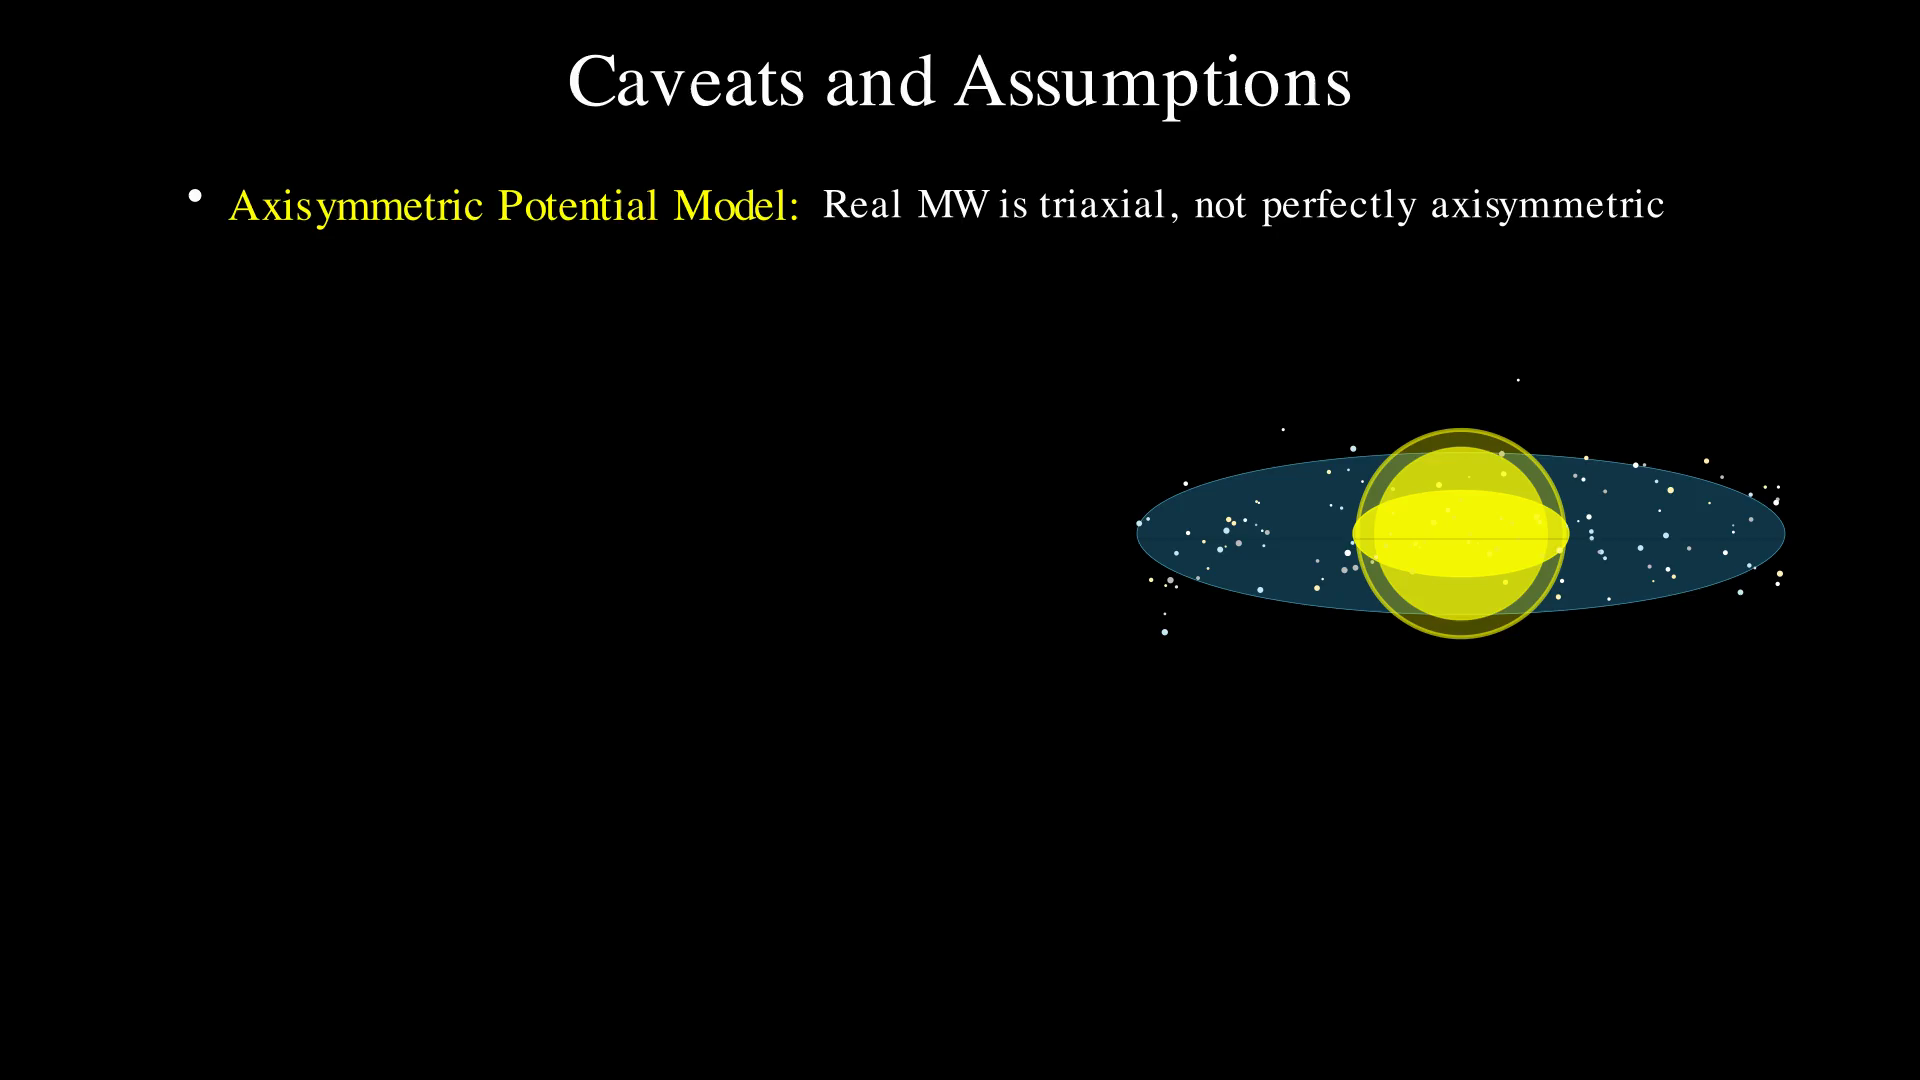 Caveats and Assumptions
• Axisymmetric Potential Model: Real MW is triaxial, not perfectly axisymmetric